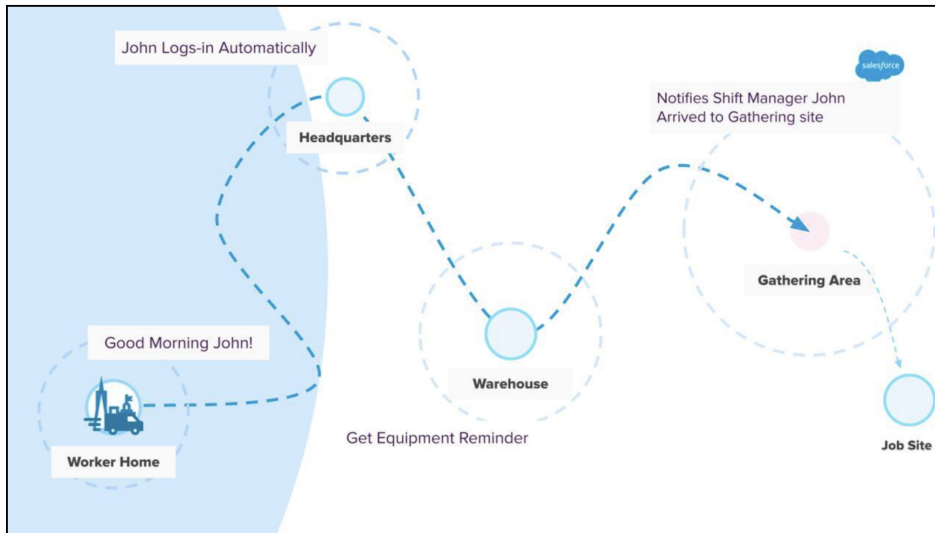 John Logs-in Automatically
Headquarters
salesforce
Notifies Shift Manager John
Arrived to Gathering site
Gathering Area
Good Morning John!
Worker Home
Warehouse
Get Equipment Reminder
Job Site